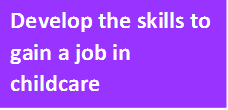 Develop the skills to
gain a job in
childcare